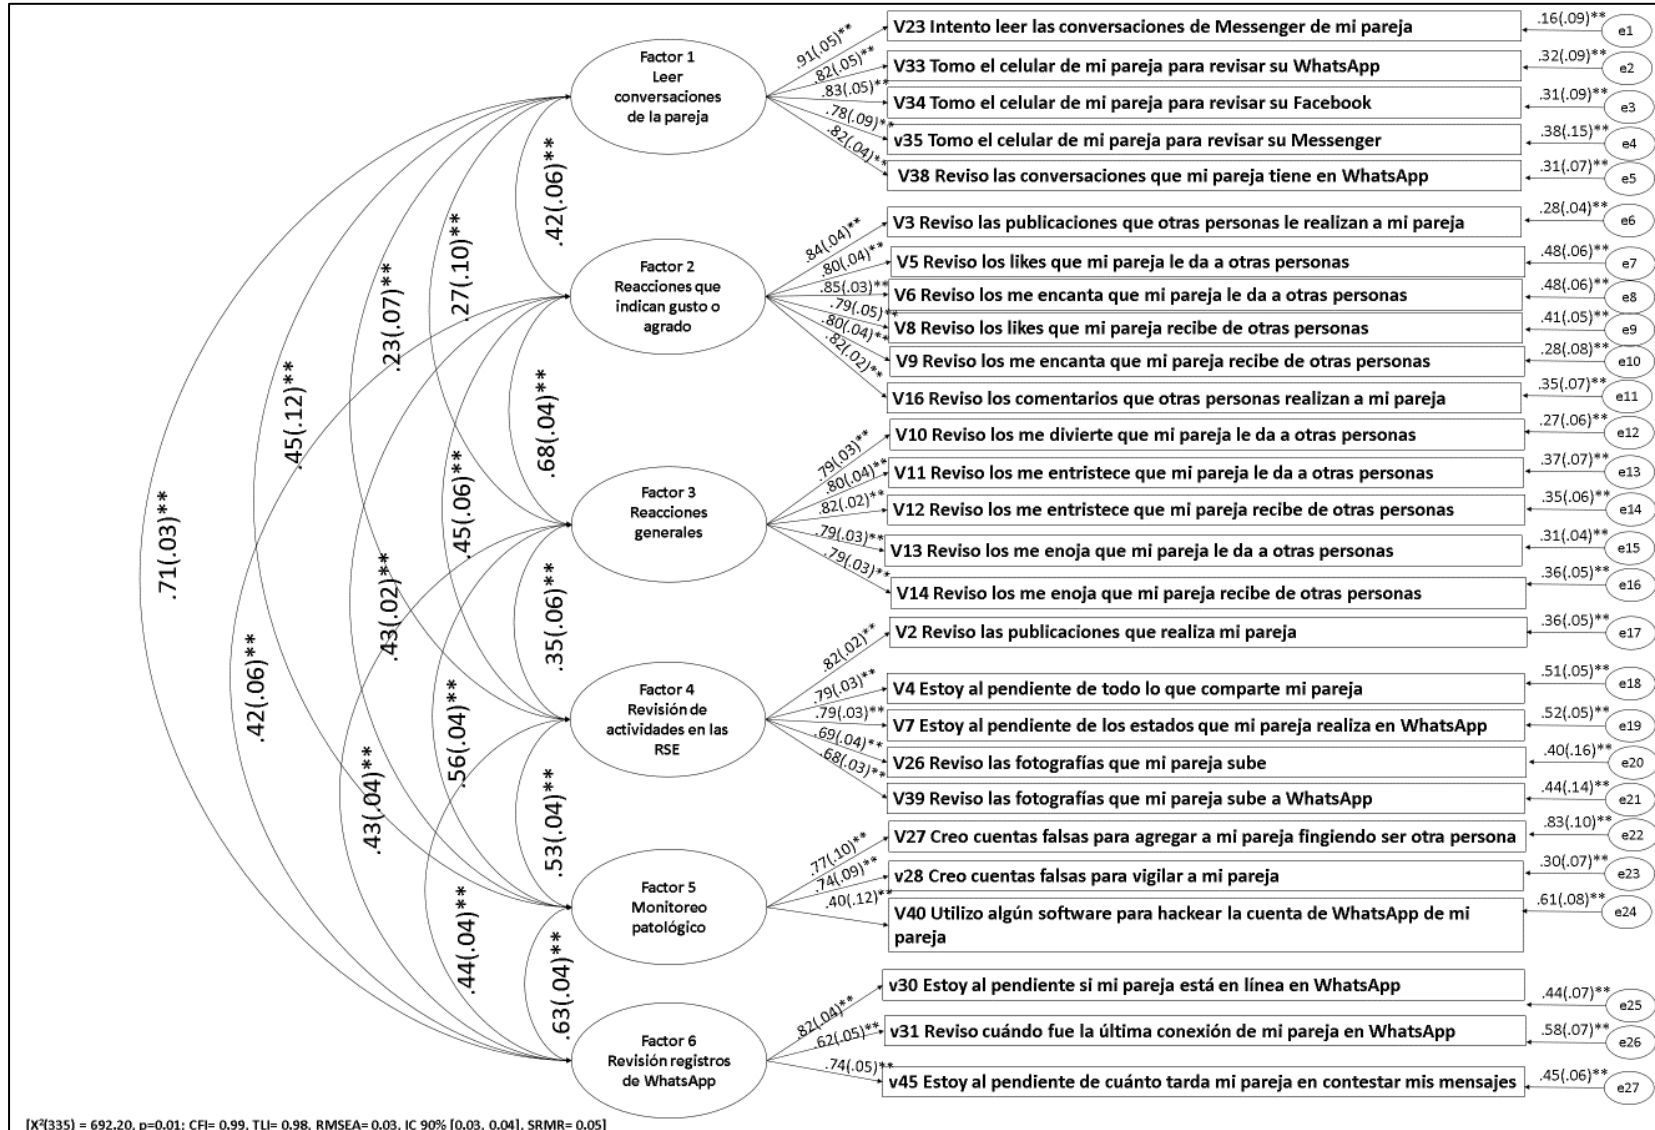 Factor 1
Leer
conversaciones
de la pareja
.91(.05)**
.82(.05)**
.83(.05)**
.78(.09)**
.82(.04)**
V23 Intento leer las conversaciones de Messenger de mi pareja
.16(.09)**
e1
V33 Tomo el celular de mi pareja para revisar su WhatsApp
.32(.09)**
e2
V34 Tomo el celular de mi pareja para revisar su Facebook
.31(.09)**
e3
v35 Tomo el celular de mi pareja para revisar su Messenger
.38(.15)**
e4
V38 Reviso las conversaciones que mi pareja tiene en WhatsApp
.31(.07)**
e5
Factor 2
Reacciones que
indican gusto o
agrado
.84(.04)**
.80(.04)**
.85(.03)**
.79(.05)**
.80(.04)**
.82(.02)**
V3 Reviso las publicaciones que otras personas le realizan a mi pareja
.28(.04)**
e6
V5 Reviso los likes que mi pareja le da a otras personas
.48(.06)**
e7
V6 Reviso los me encanta que mi pareja le da a otras personas
.48(.06)**
e8
V8 Reviso los likes que mi pareja recibe de otras personas
.41(.05)**
e9
V9 Reviso los me encanta que mi pareja recibe de otras personas
.28(.08)**
e10
V16 Reviso los comentarios que otras personas realizan a mi pareja
.35(.07)**
e11
Factor 3
Reacciones
generales
.79(.03)**
.80(.04)**
.82(.02)**
.79(.03)**
.79(.03)**
V10 Reviso los me divierte que mi pareja le da a otras personas
.27(.06)**
e12
V11 Reviso los me entristece que mi pareja le da a otras personas
.37(.07)**
e13
V12 Reviso los me entristece que mi pareja recibe de otras personas
.35(.06)**
e14
V13 Reviso los me enoja que mi pareja le da a otras personas
.31(.04)**
e15
V14 Reviso los me enoja que mi pareja recibe de otras personas
.36(.05)**
e16
Factor 4
Revisión de
actividades en las
RSE
.82(.02)**
.79(.03)**
.79(.03)**
.69(.04)**
.68(.03)**
V2 Reviso las publicaciones que realiza mi pareja
.36(.05)**
e17
V4 Estoy al pendiente de todo lo que comparte mi pareja
.51(.05)**
e18
V7 Estoy al pendiente de los estados que mi pareja realiza en WhatsApp
.52(.05)**
e19
V26 Reviso las fotografías que mi pareja sube
.40(.16)**
e20
V39 Reviso las fotografías que mi pareja sube a WhatsApp
.44(.14)**
e21
Factor 5
Monitoreo
patológico
.77(.10)**
.74(.09)**
.40(.12)**
V27 Creo cuentas falsas para agregar a mi pareja fingiendo ser otra persona
.83(.10)**
e22
v28 Creo cuentas falsas para vigilar a mi pareja
.30(.07)**
e23
V40 Utilizo algún software para hackear la cuenta de WhatsApp de mi
pareja
.61(.08)**
e24
Factor 6
Revisión registros
de WhatsApp
.82(.04)**
.62(.05)**
.74(.05)**
v30 Estoy al pendiente si mi pareja está en línea en WhatsApp
.44(.07)**
e25
v31 Reviso cuándo fue la última conexión de mi pareja en WhatsApp
.58(.07)**
e26
v45 Estoy al pendiente de cuánto tarda mi pareja en contestar mis mensajes
.45(.06)**
e27
.42(.06)**
.27(.10)**
.23(.07)**
.45(.12)**
.71(.03)**
.68(.04)**
.45(.06)**
.43(.02)**
.42(.06)**
.35(.06)**
.56(.04)**
.43(.04)**
.53(.04)**
.44(.04)**
.63(.04)**
[X²(335) = 692.20, p=0.01; CFI= 0.99, TLI= 0.98, RMSEA= 0.03, IC 90% [0.03, 0.04], SRMR= 0.05]